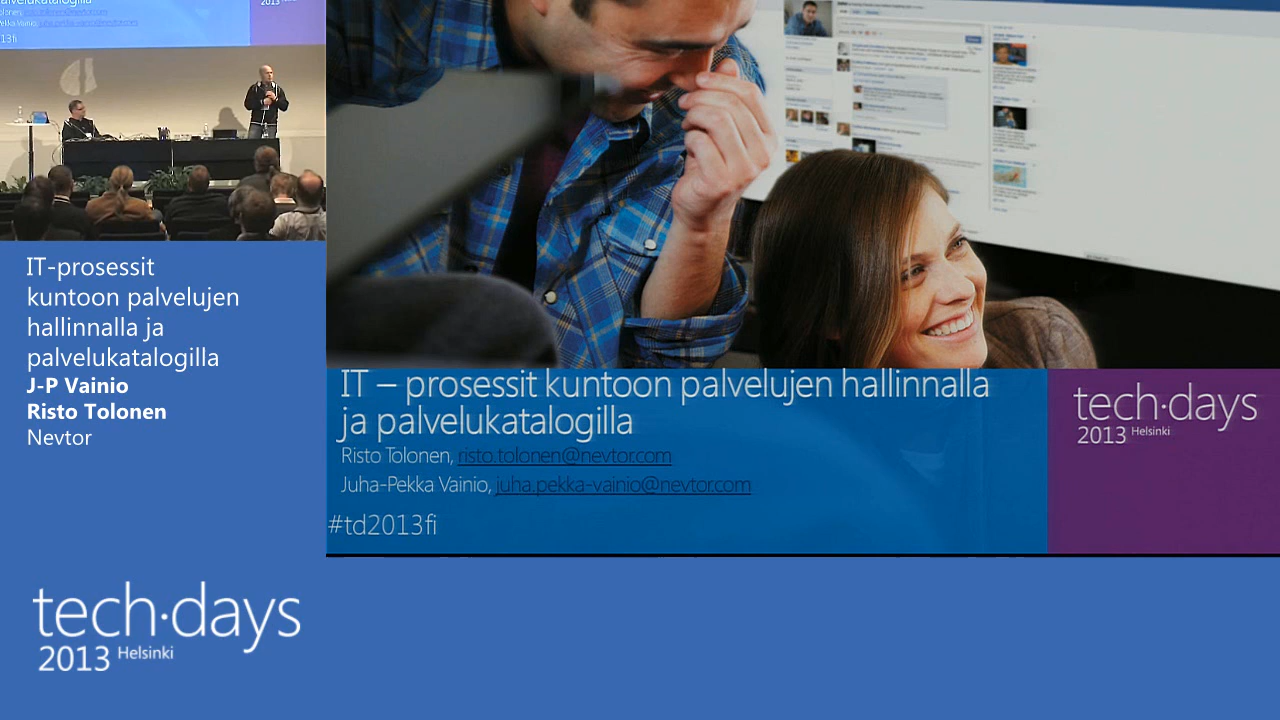 2013
13fi
IT-prosessit
kuntoon palvelujen
hallinnalla ja
palvelukatalogilla
J-P Vainio
Risto Tolonen
Nevtor
IT – prosessit kuntoon palvelujen hallinnalla
ja palvelukatalogilla
Risto Tolonen, risto.tolonen@nevtor.com
Juha-Pekka Vainio, juha.pekka-vainio@nevtor.com
#td2013fi
tech·days
2013 Helsinki
tech·days
2013 Helsinki